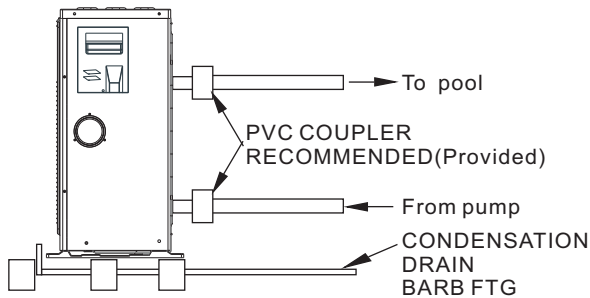 To pool
PVC COUPLER
RECOMMENDED(Provided)
From pump
CONDENSATION
DRAIN
BARB FTG